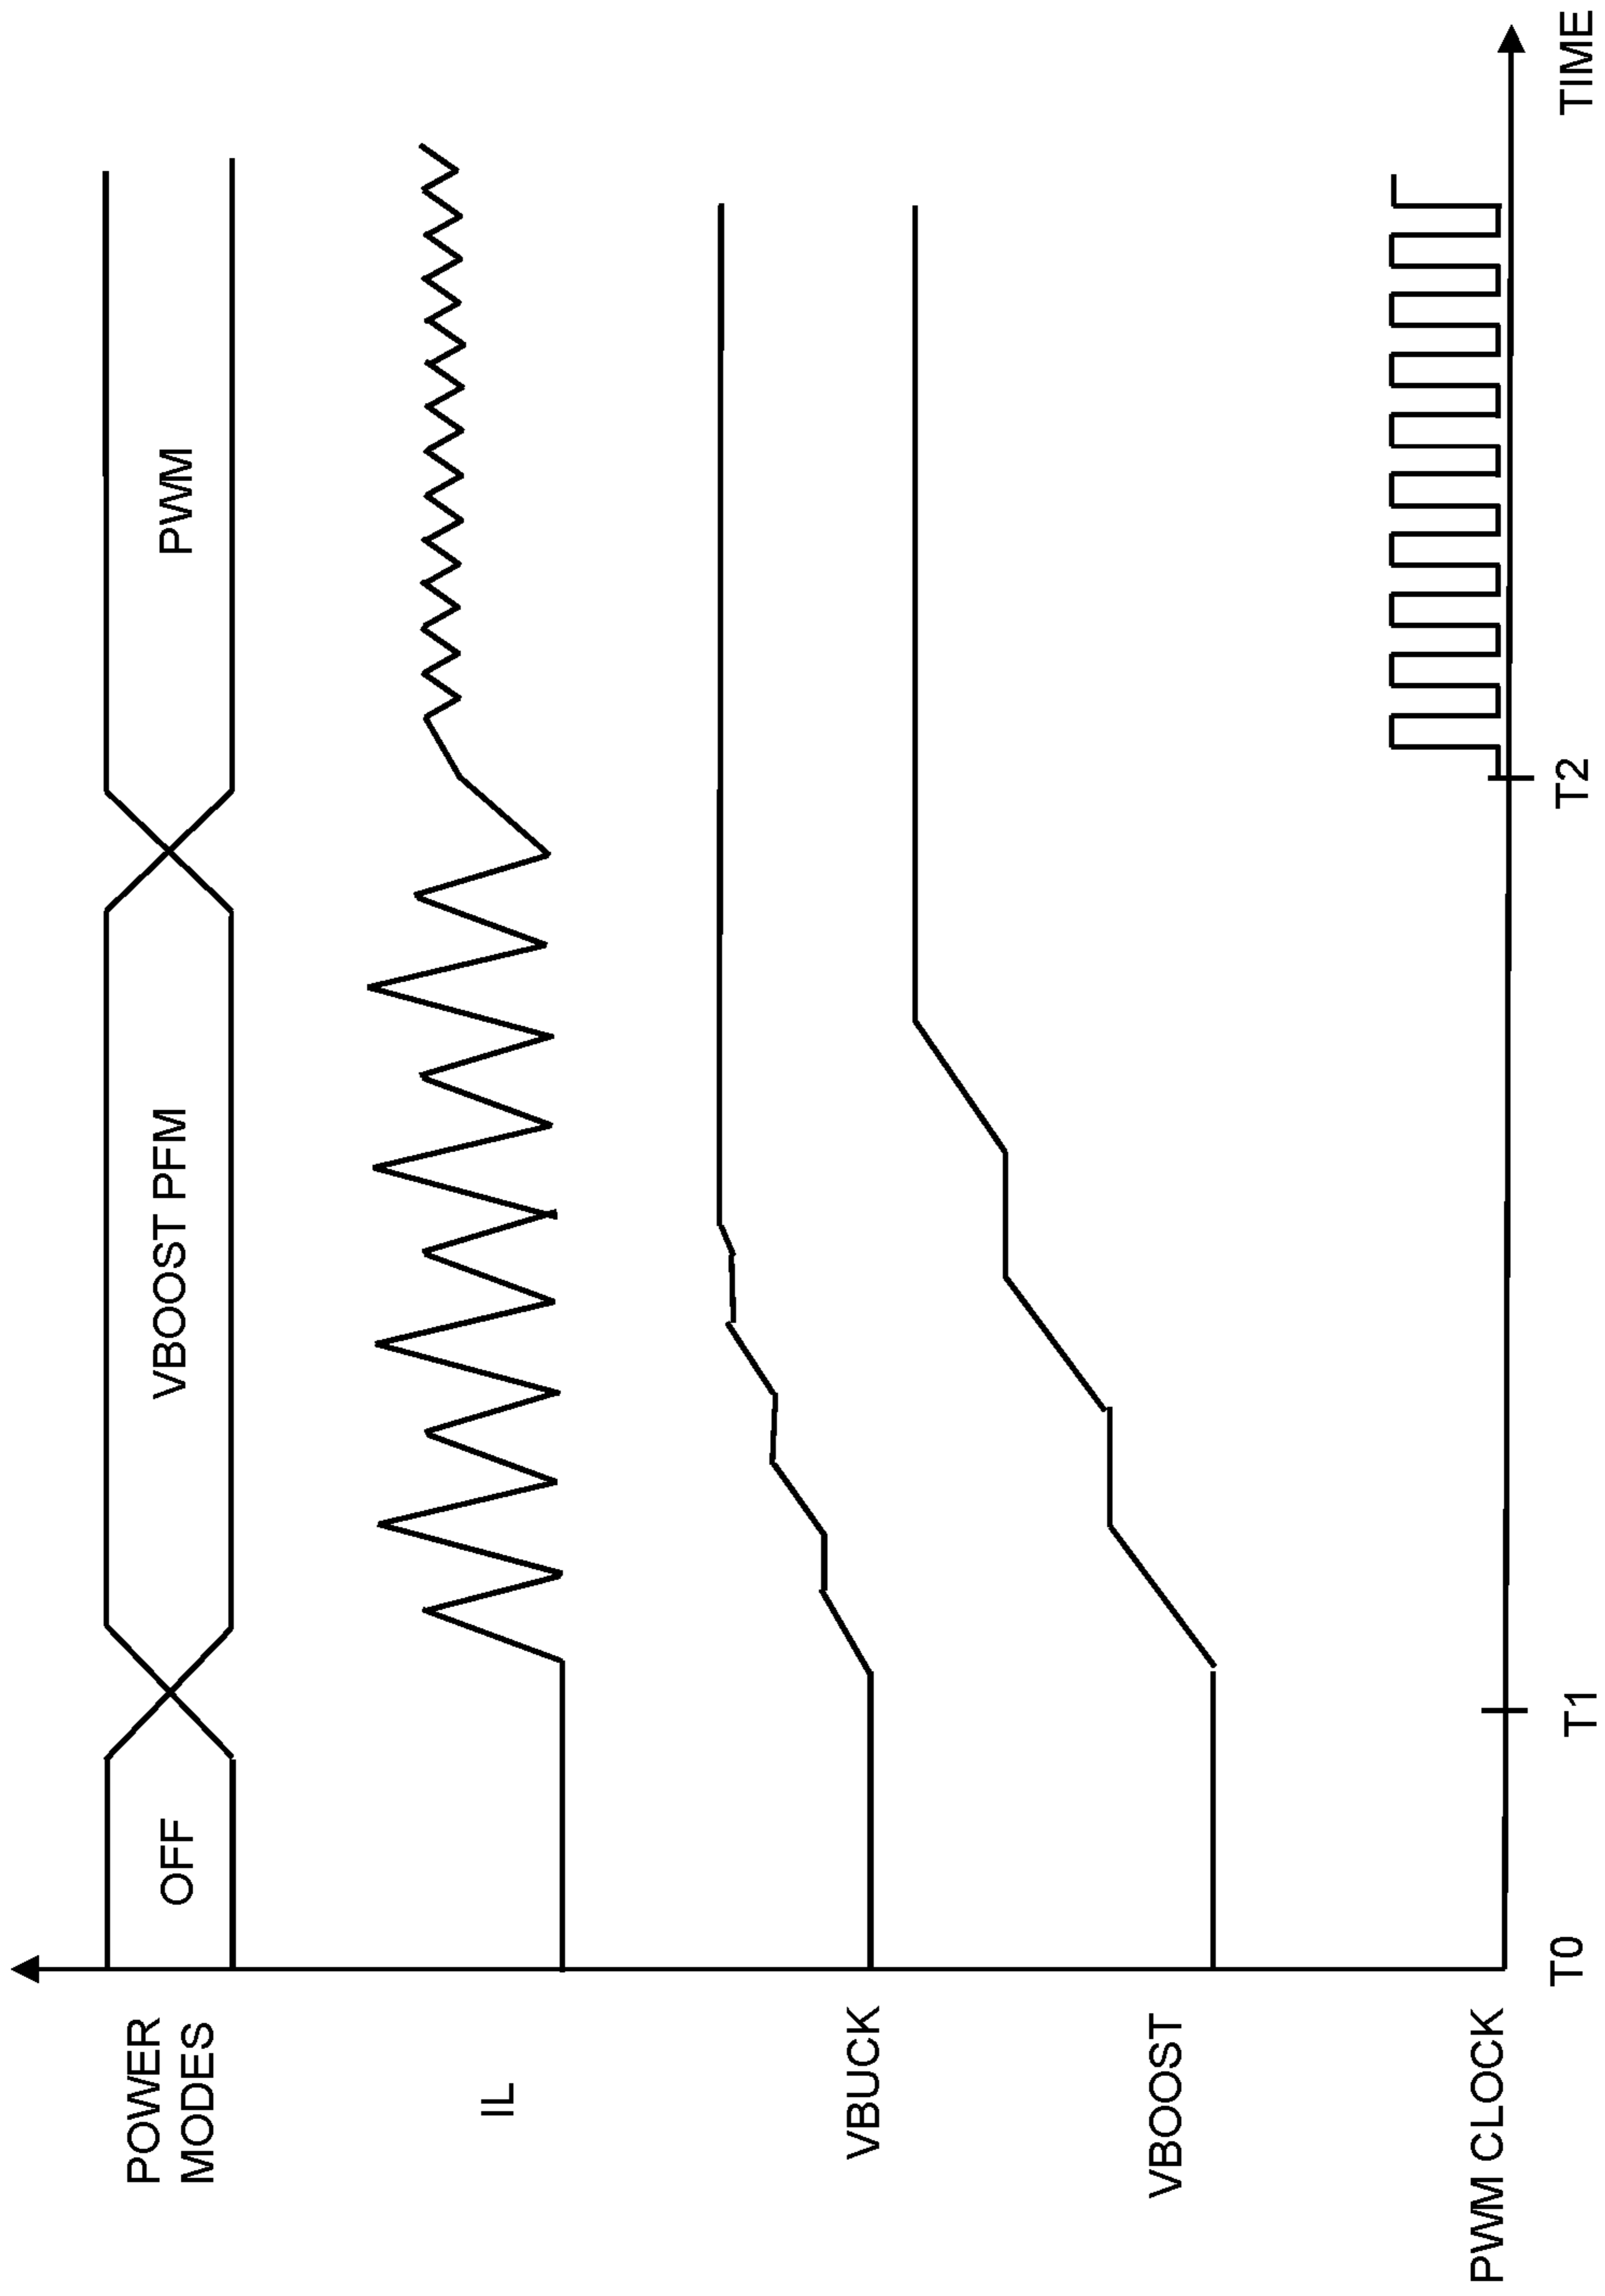 POWER
MODES
OFF
VBOOST PFM
PWM
IL
VBUCK
VBOOST
PWM CLOCK
T0
T1
T2
TIME